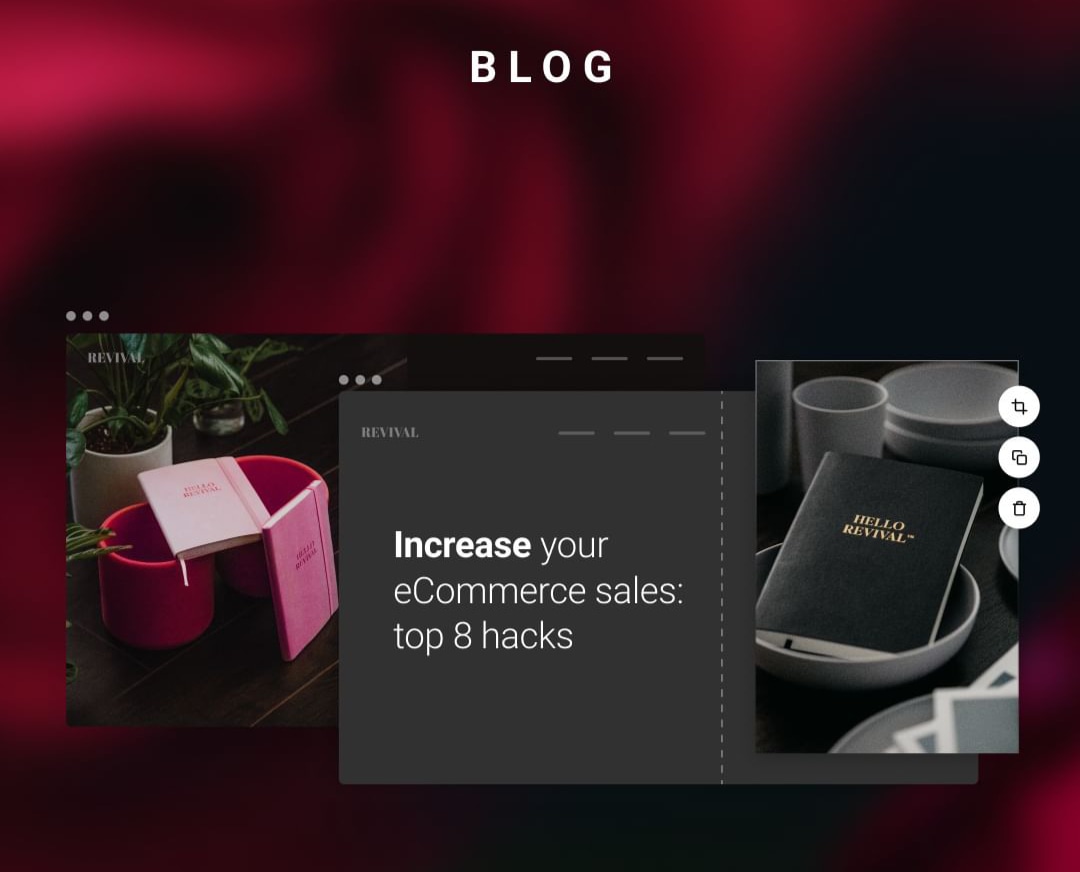 BLOG
REVIVAL
REVIVAL
HELLO
REVIVAL
HELLO
REVIVAL
Increase your
eCommerce sales:
top 8 hacks
HELLO
REVIVAL™